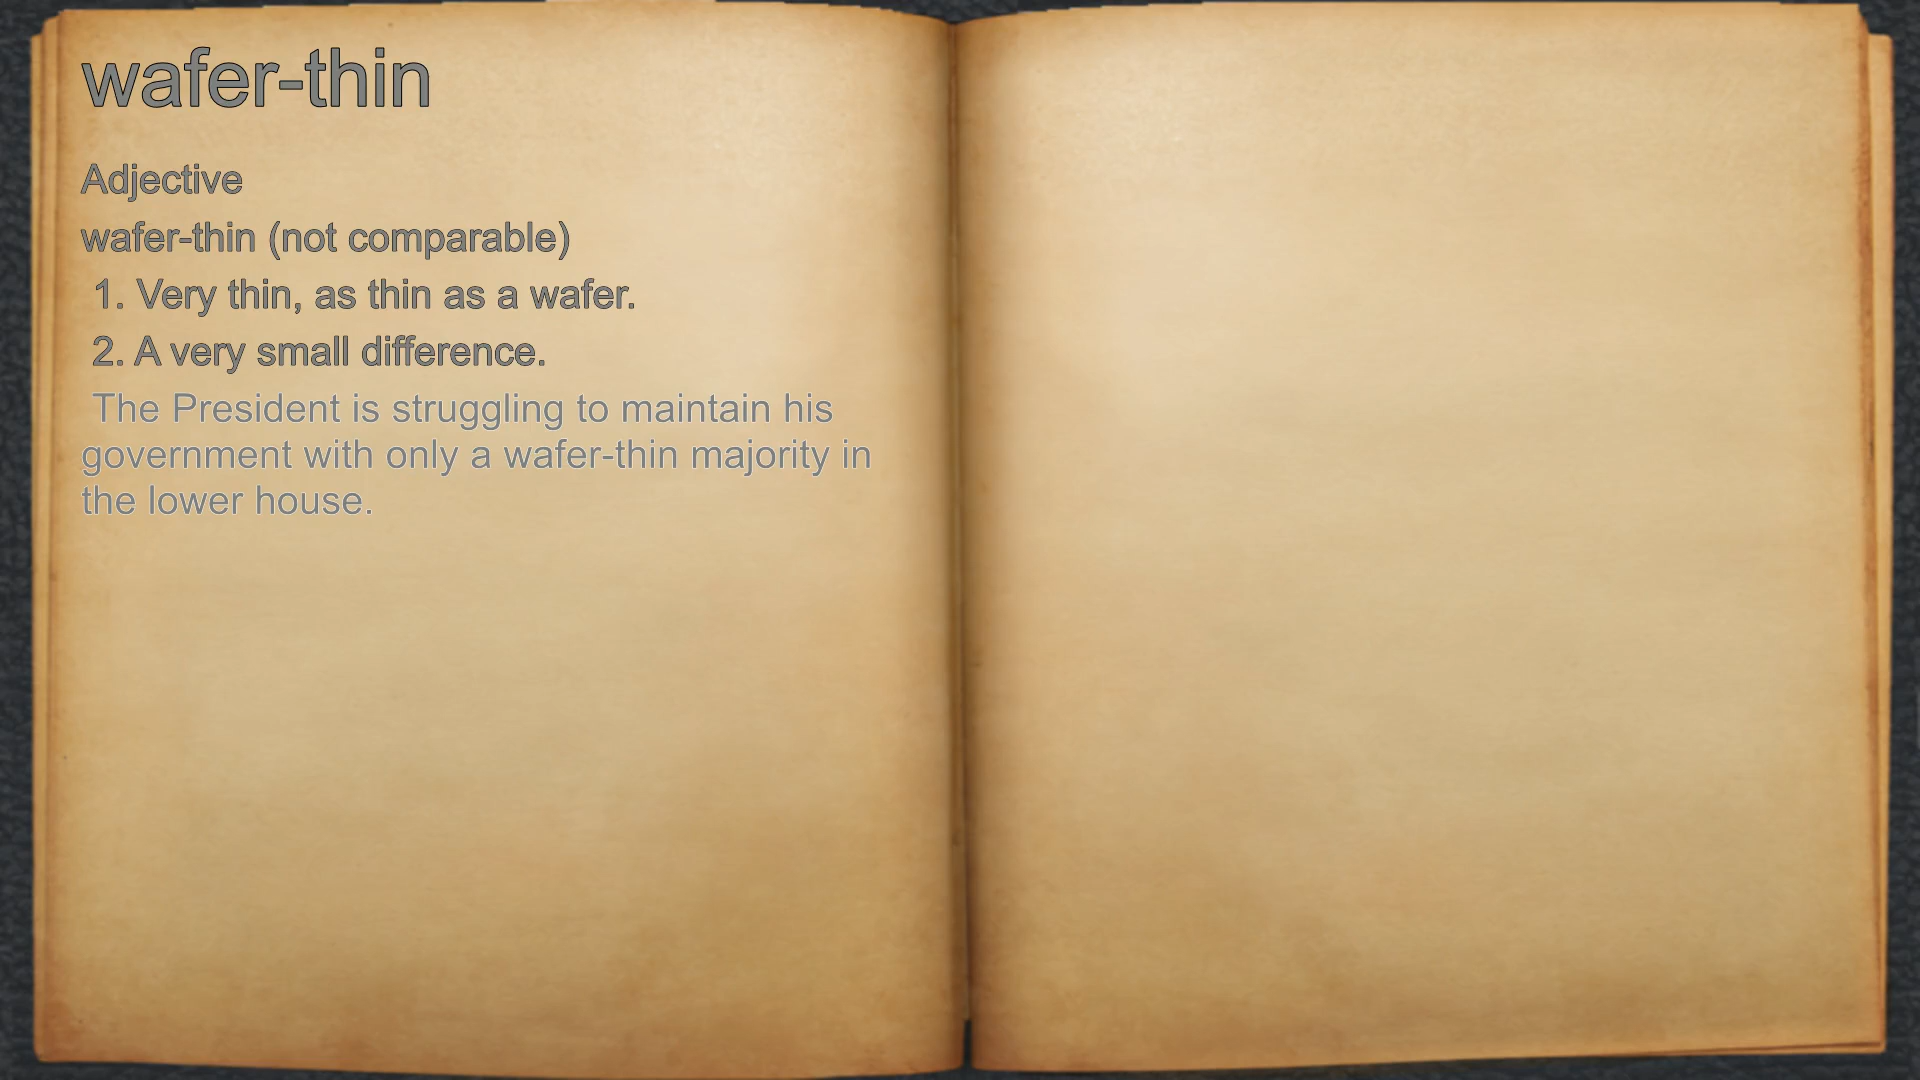 wafer-thin
Adjective
wafer-thin (not comparable)
1. Very thin, as thin as a wafer.
2. A very small difference.
The President is struggling to maintain his
government with only a wafer-thin majority in
the lower house.